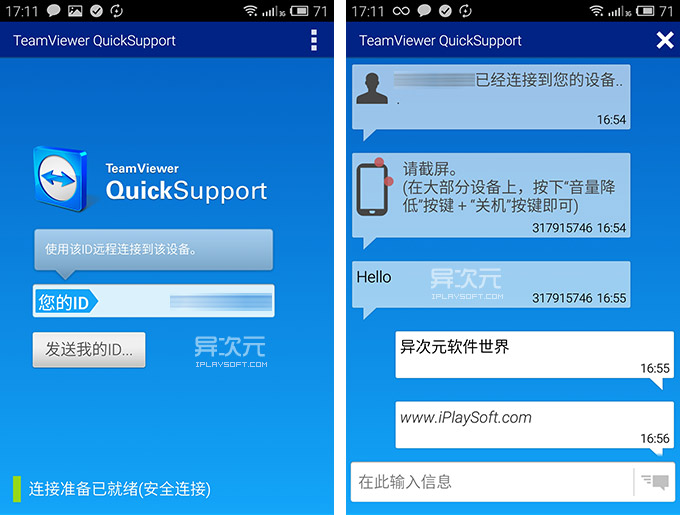 17:11
71
TeamViewer QuickSupport
TeamViewer
QuickSupport
使用该ID远程连接到该设备。
您的ID
发送我的ID...
异次元
IPLAYSOFT.COM
连接准备已就绪(安全连接)
17:11
3G
71
TeamViewer QuickSupport
已经连接到您的设备..
.
16:54
请截屏。
(在大部分设备上，按下“音量降
低”按键 + “关机”按键即可)
317915746 16:54
Hello
异次元
IPLAYSOFT.COM
317915746 16:55
异次元软件世界
16:55
www.iPlaySoft.com
16:56
在此输入信息